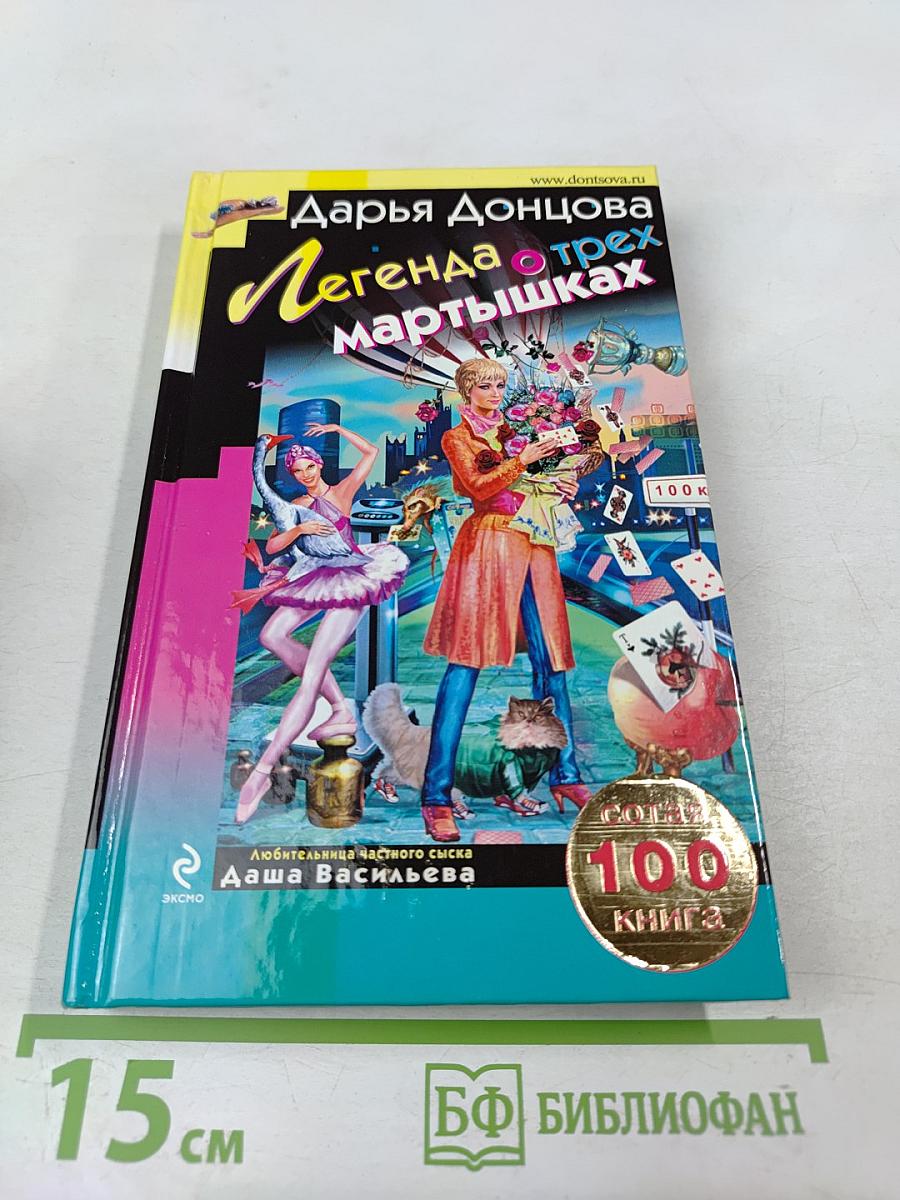 www.dontsova.ru
Дарья Донцова
Легенда о трех
мартышках
100 к
Любительница частного сыска
Даша Васильева
эксмо
сотая
100
книга
15 см
БФ БИБЛИОФАН